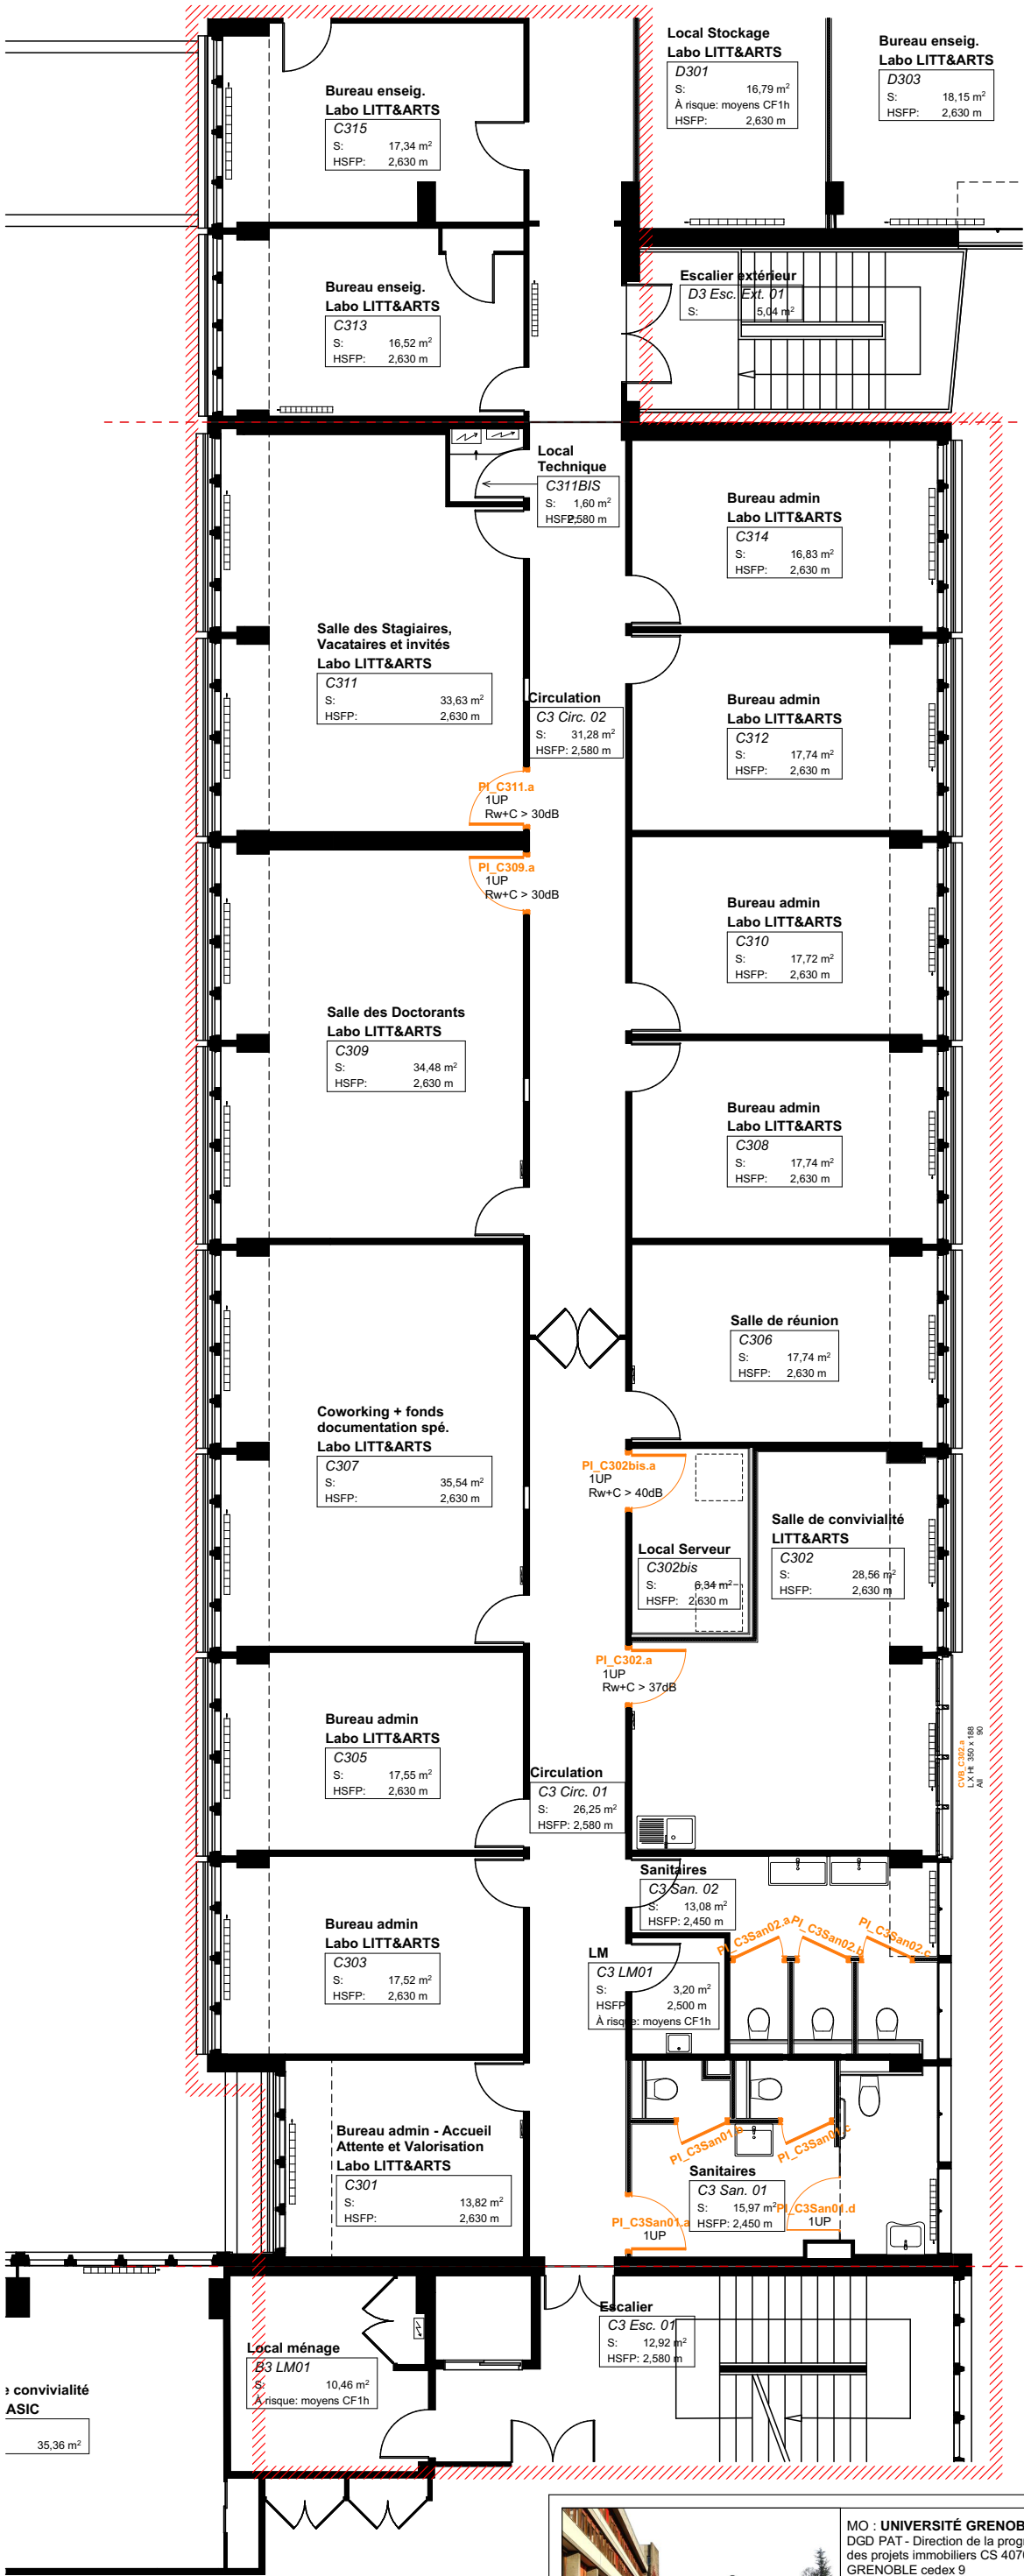 Local Stockage
Labo LITT&ARTS
D301
S: 16,79 m²
À risque: moyens CF1h
HSFP: 2,630 m
Bureau enseig.
Labo LITT&ARTS
D303
S: 18,15 m²
HSFP: 2,630 m
Bureau enseig.
Labo LITT&ARTS
C315
S: 17,34 m²
HSFP: 2,630 m
Bureau enseig.
Labo LITT&ARTS
C313
S: 16,52 m²
HSFP: 2,630 m
Escalier extérieur
D3 Esc. Ext. 01
S: 5,04 m²
Local
Technique
C311BIS
S: 1,60 m²
HSFP: 2,580 m
Bureau admin
Labo LITT&ARTS
C314
S: 16,83 m²
HSFP: 2,630 m
Salle des Stagiaires,
Vacataires et invités
Labo LITT&ARTS
C311
S: 33,63 m²
HSFP: 2,630 m
Circulation
C3 Circ. 02
S: 31,28 m²
HSFP: 2,580 m
Bureau admin
Labo LITT&ARTS
C312
S: 17,74 m²
HSFP: 2,630 m
PI_C311.a
1UP
Rw+C > 30dB
PI_C309.a
1UP
Rw+C > 30dB
Bureau admin
Labo LITT&ARTS
C310
S: 17,72 m²
HSFP: 2,630 m
Salle des Doctorants
Labo LITT&ARTS
C309
S: 34,48 m²
HSFP: 2,630 m
Bureau admin
Labo LITT&ARTS
C308
S: 17,74 m²
HSFP: 2,630 m
Salle de réunion
C306
S: 17,74 m²
HSFP: 2,630 m
Coworking + fonds
documentation spé.
Labo LITT&ARTS
C307
S: 35,54 m²
HSFP: 2,630 m
PI_C302bis.a
1UP
Rw+C > 40dB
Local Serveur
C302bis
S: 6,34 m²
HSFP: 2,630 m
Salle de convivialité
LITT&ARTS
C302
S: 28,56 m²
HSFP: 2,630 m
PI_C302.a
1UP
Rw+C > 37dB
Bureau admin
Labo LITT&ARTS
C305
S: 17,55 m²
HSFP: 2,630 m
Circulation
C3 Circ. 01
S: 26,25 m²
HSFP: 2,580 m
CVB_C302.a
L X Ht 350 x 188
All 90
Sanitaires
C3 San. 02
S: 13,08 m²
HSFP: 2,450 m
PI_C3San02.a
PI_C3San02.b
PI_C3San02.c
Bureau admin
Labo LITT&ARTS
C303
S: 17,52 m²
HSFP: 2,630 m
LM
C3 LM01
S: 3,20 m²
HSFP: 2,500 m
À risque: moyens CF1h
Bureau admin - Accueil
Attente et Valorisation
Labo LITT&ARTS
C301
S: 13,82 m²
HSFP: 2,630 m
PI_C3San01.c
Sanitaires
C3 San. 01
S: 15,97 m²
HSFP: 2,450 m
PI_C3San01.a
1UP
PI_C3San01.d
1UP
Escalier
C3 Esc. 01
S: 12,92 m²
HSFP: 2,580 m
Local ménage
B3 LM01
S: 10,46 m²
À risque: moyens CF1h
e convivialité
ASIC
35,36 m²
MO : UNIVERSITÉ GRENOB
DGD PAT - Direction de la prog
des projets immobiliers CS 407
GRENOBLE cedex 9